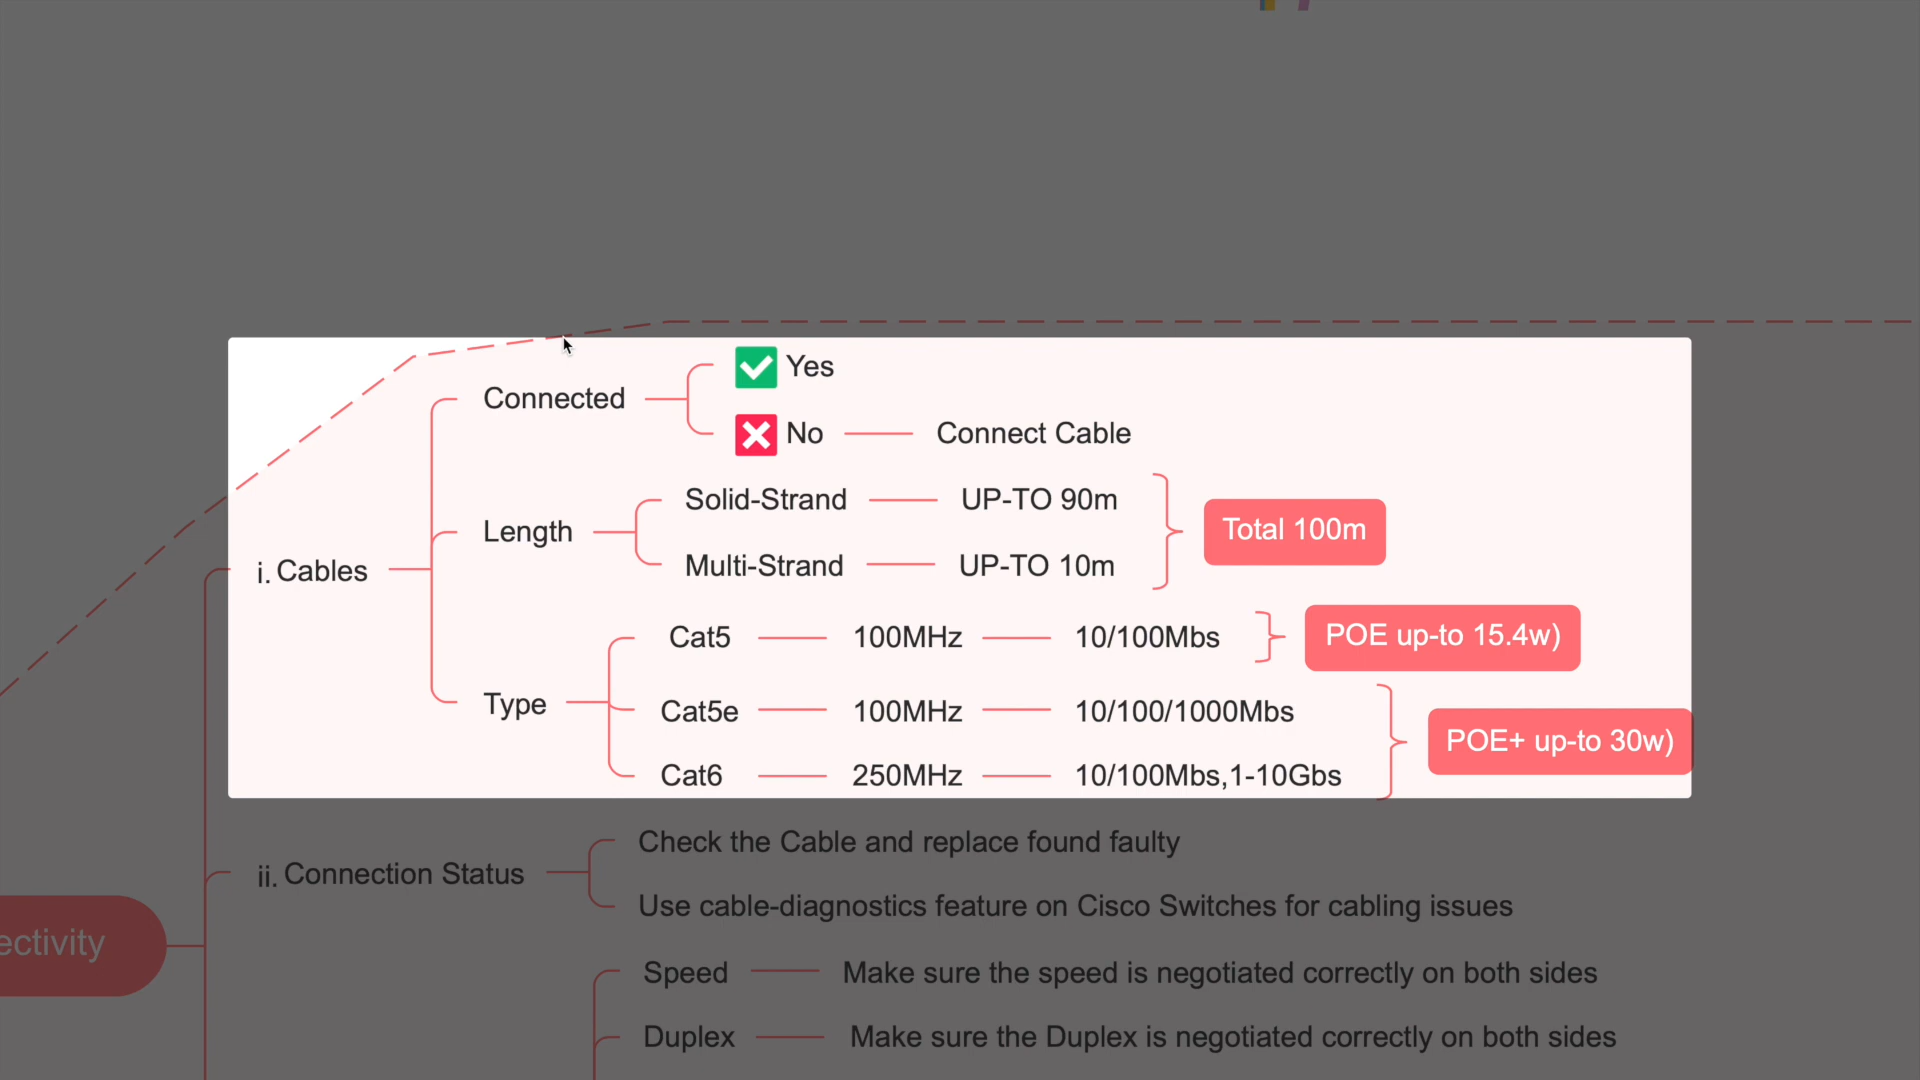 i. Cables
Connected
Yes
No
Connect Cable
Length
Solid-Strand
UP-TO 90m
Multi-Strand
UP-TO 10m
Total 100m
Type
Cat5
100MHz
10/100Mbs
POE up-to 15.4w)
Cat5e
100MHz
10/100/1000Mbs
Cat6
250MHz
10/100Mbs,1-10Gbs
POE+ up-to 30w)
ii. Connection Status
Check the Cable and replace found faulty
Use cable-diagnostics feature on Cisco Switches for cabling issues
ectivity
Speed
Make sure the speed is negotiated correctly on both sides
Duplex
Make sure the Duplex is negotiated correctly on both sides